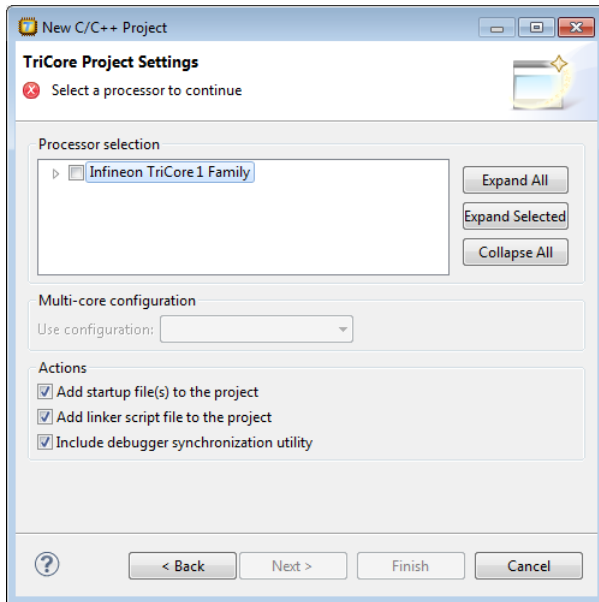 New C/C++ Project
TriCore Project Settings
Select a processor to continue
Processor selection
Infineon TriCore 1 Family
Expand All
Expand Selected
Collapse All
Multi-core configuration
Use configuration:
Actions
Add startup file(s) to the project
Add linker script file to the project
Include debugger synchronization utility
?
< Back
Next >
Finish
Cancel